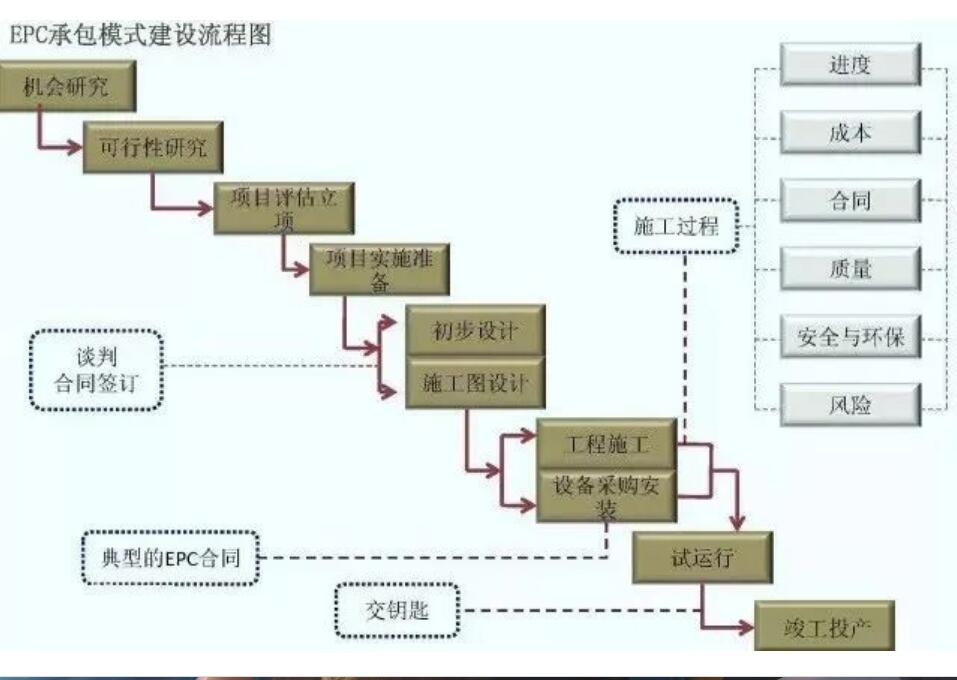 EPC承包模式建设流程图
机会研究
可行性研究
项目评估立
项
项目实施准
备
初步设计
施工图设计
谈判
合同签订
工程施工
设备采购安
装
施工过程
进度
成本
合同
质量
安全与环保
风险
典型的EPC合同
试运行
交钥匙
竣工投产